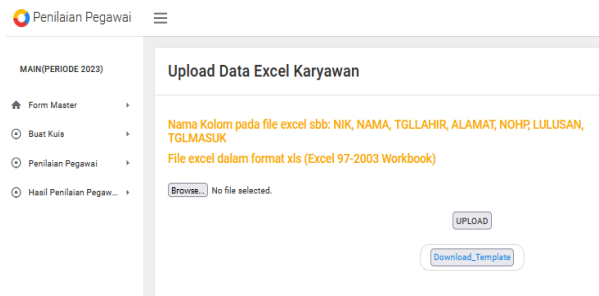 Penilaian Pegawai
MAIN(PERIODE 2023)
Form Master
Buat Kuis
Penilaian Pegawai
Hasil Penilaian Pegaw...
Upload Data Excel Karyawan
Nama Kolom pada file excel sbb: NIK, NAMA, TGLLAHIR, ALAMAT, NOHP, LULUSAN,
TGLMASUK
File excel dalam format xls (Excel 97-2003 Workbook)
Browse... No file selected.
UPLOAD
Download_Template